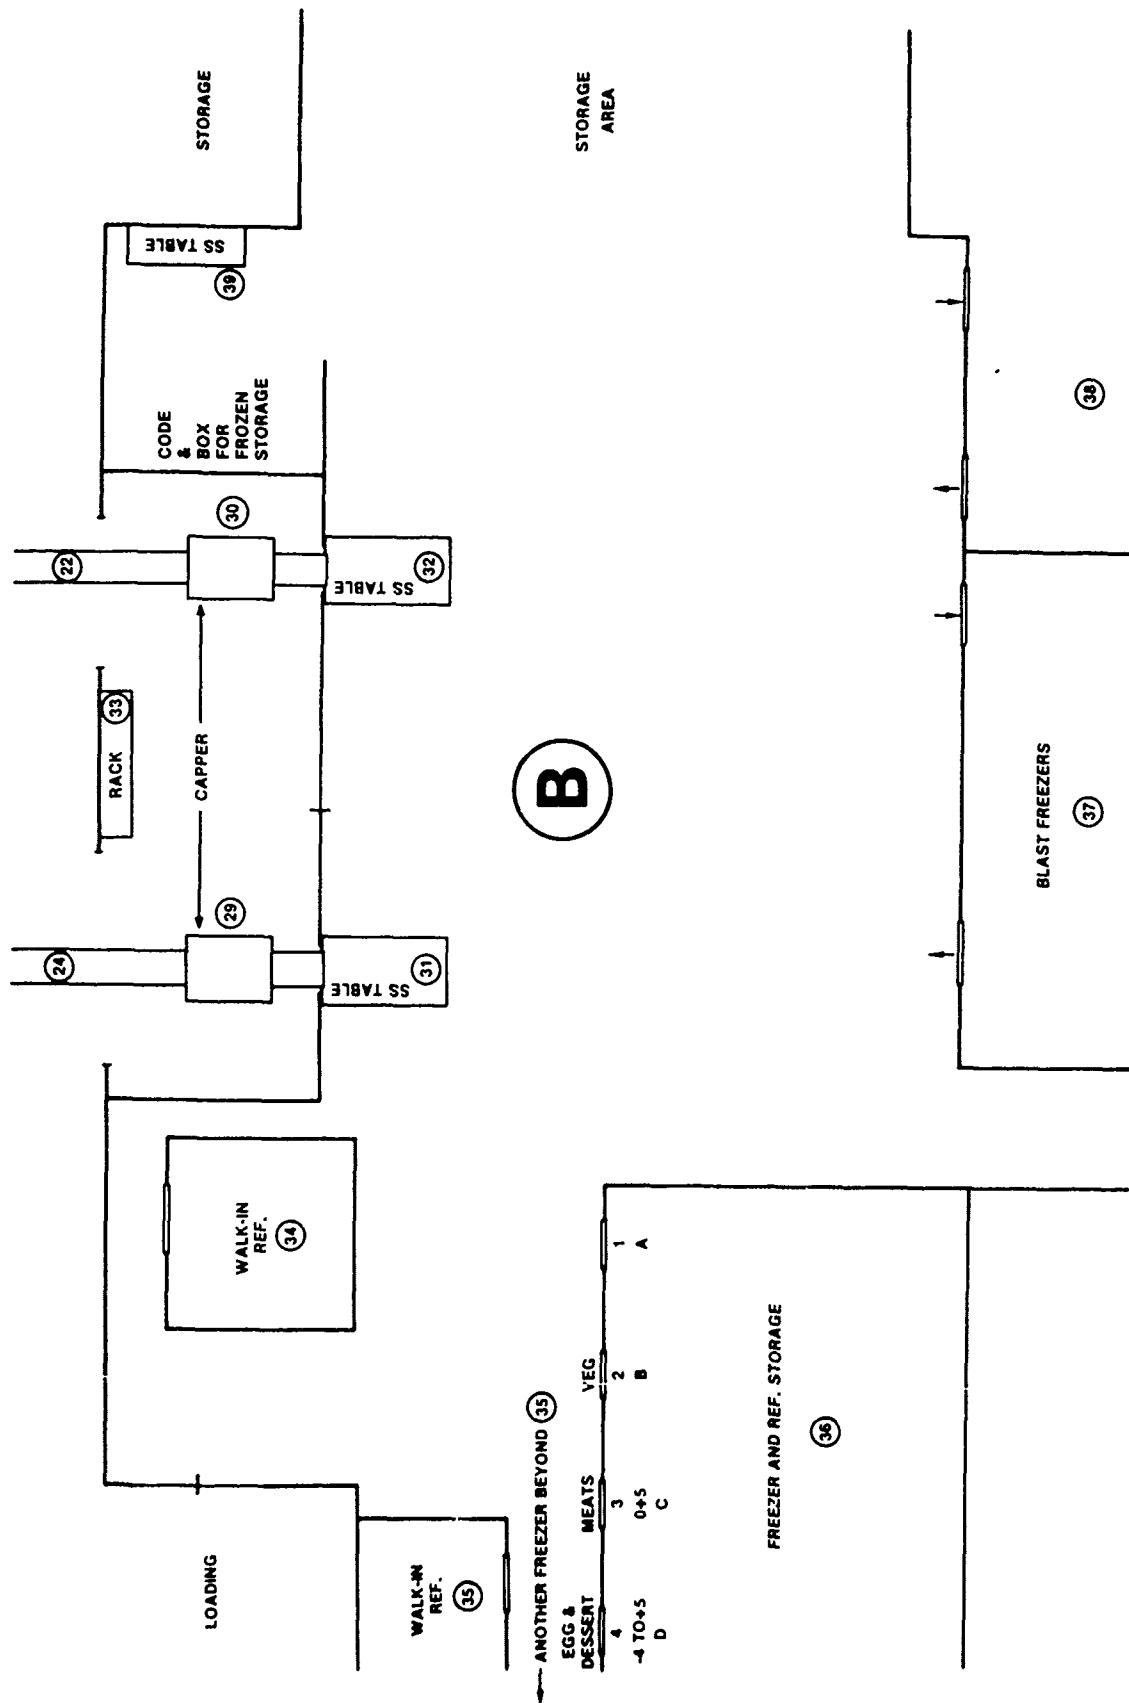 24
22
RACK
33
CAPPER
29
30
CODE
&
BOX
FOR
FROZEN
STORAGE
SS TABLE
39
STORAGE
LOADING
WALK-IN
REF.
34
SS TABLE
31
SS TABLE
32
WALK-IN
REF.
35
ANOTHER FREEZER BEYOND 35
B
STORAGE
AREA
EGG &
DESSERT
4
-4 TO+5
D
MEATS
3
0+5
C
VEG
2
B
1
A
FREEZER AND REF. STORAGE
36
BLAST FREEZERS
37
38